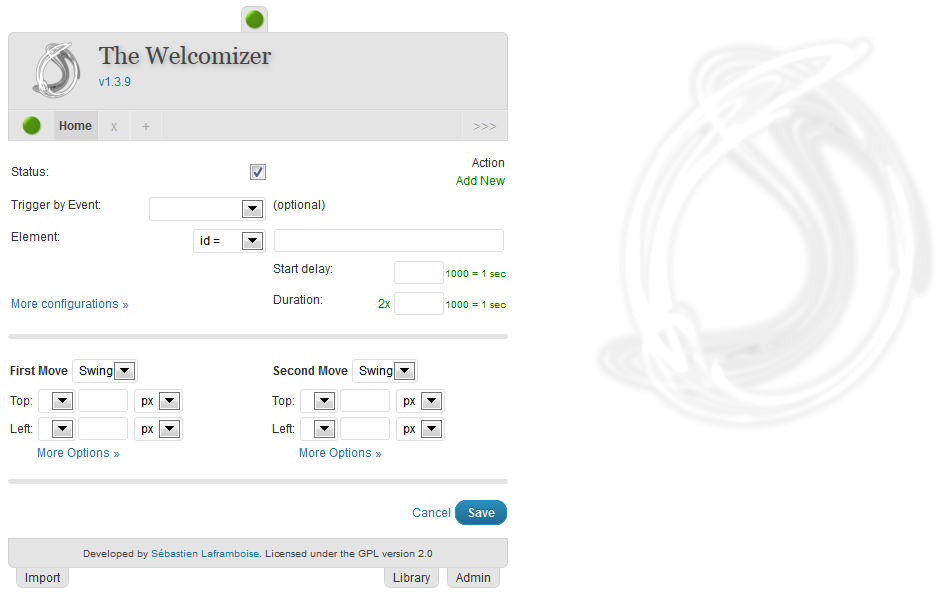 The Welcomizer
v1.3.9
Home x + >>>
Status: Action
Add New
Trigger by Event: (optional)
Element: id =
Start delay: 1000 = 1 sec
More configurations » Duration: 2x 1000 = 1 sec
First Move Swing Second Move Swing
Top: px Top: px
Left: px Left: px
More Options » More Options »
Cancel Save
Developed by Sébastien Laframboise. Licensed under the GPL version 2.0
Import Library Admin